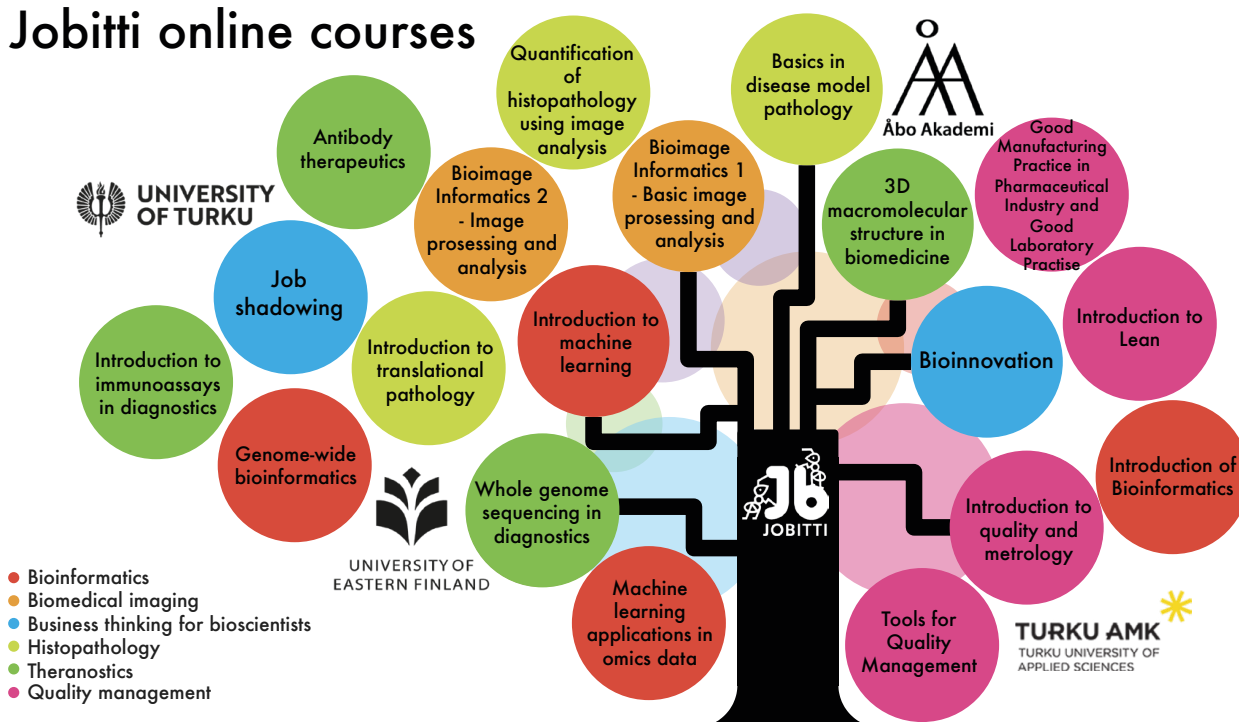 Jobitti online courses
Quantification
of
histopathology
using image
analysis
Basics in
disease model
pathology
Åbo Akademi
Good
Manufacturing
Practice in
Pharmaceutical
Industry and
Good
Laboratory
Practise
Antibody
therapeutics
Bioimage
Informatics 2
- Image
prosessing and
analysis
Bioimage
Informatics 1
- Basic image
prosessing and
analysis
3D
macromolecular
structure in
biomedicine
UNIVERSITY
OF TURKU
Job
shadowing
Introduction to
machine
learning
Introduction to
Lean
Introduction to
immunoassays
in diagnostics
Introduction to
translational
pathology
Bioinnovation
Genome-wide
bioinformatics
Whole genome
sequencing in
diagnostics
Jb
JOBITTI
Introduction to
quality and
metrology
Introduction of
Bioinformatics
UNIVERSITY OF
EASTERN FINLAND
Machine
learning
applications in
omics data
Tools for
Quality
Management
TURKU AMK
TURKU UNIVERSITY OF
APPLIED SCIENCES
Bioinformatics
Biomedical imaging
Business thinking for bioscientists
Histopathology
Theranostics
Quality management